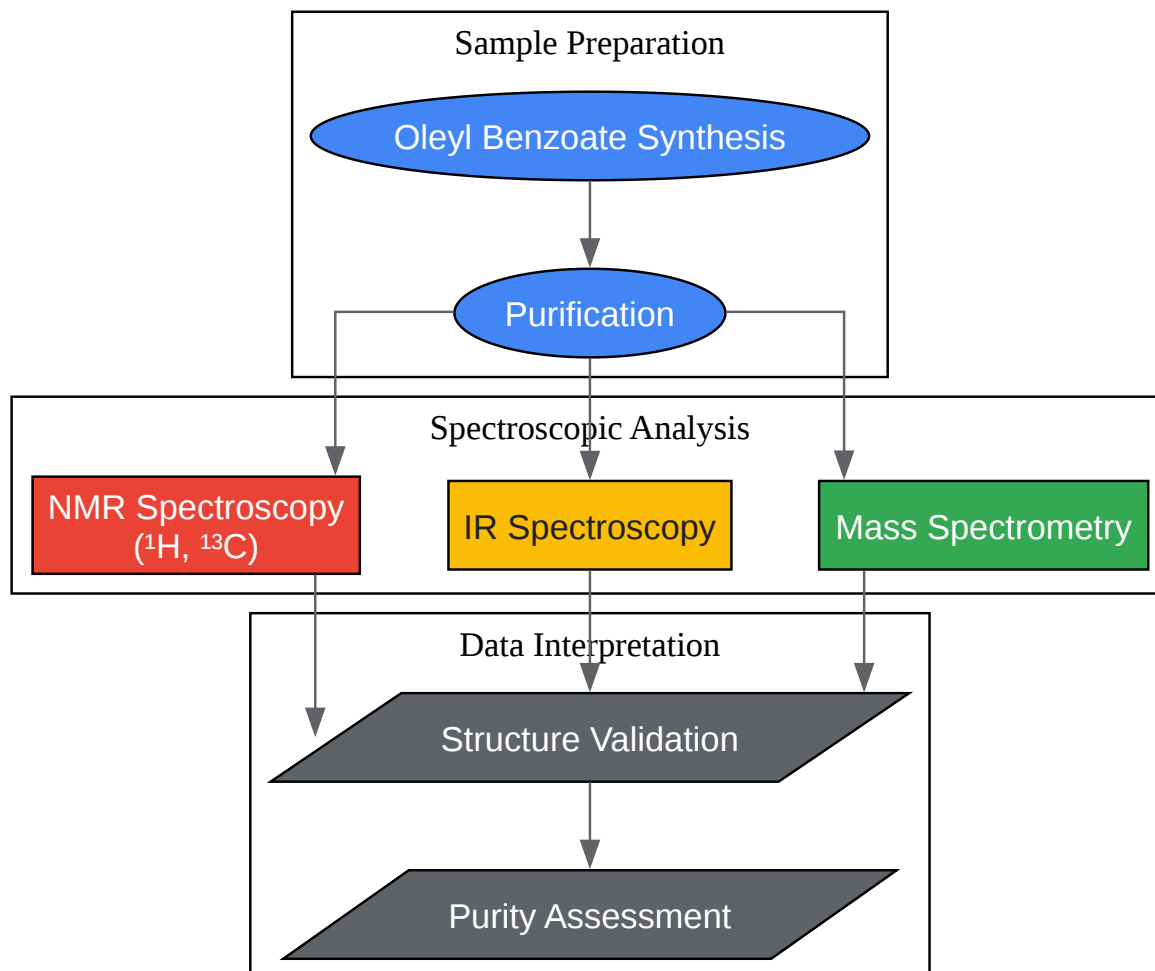 Sample Preparation
Oleyl Benzoate Synthesis
Purification
Spectroscopic Analysis
NMR Spectroscopy
(¹H, ¹³C)
IR Spectroscopy
Mass Spectrometry
Data Interpretation
Structure Validation
Purity Assessment